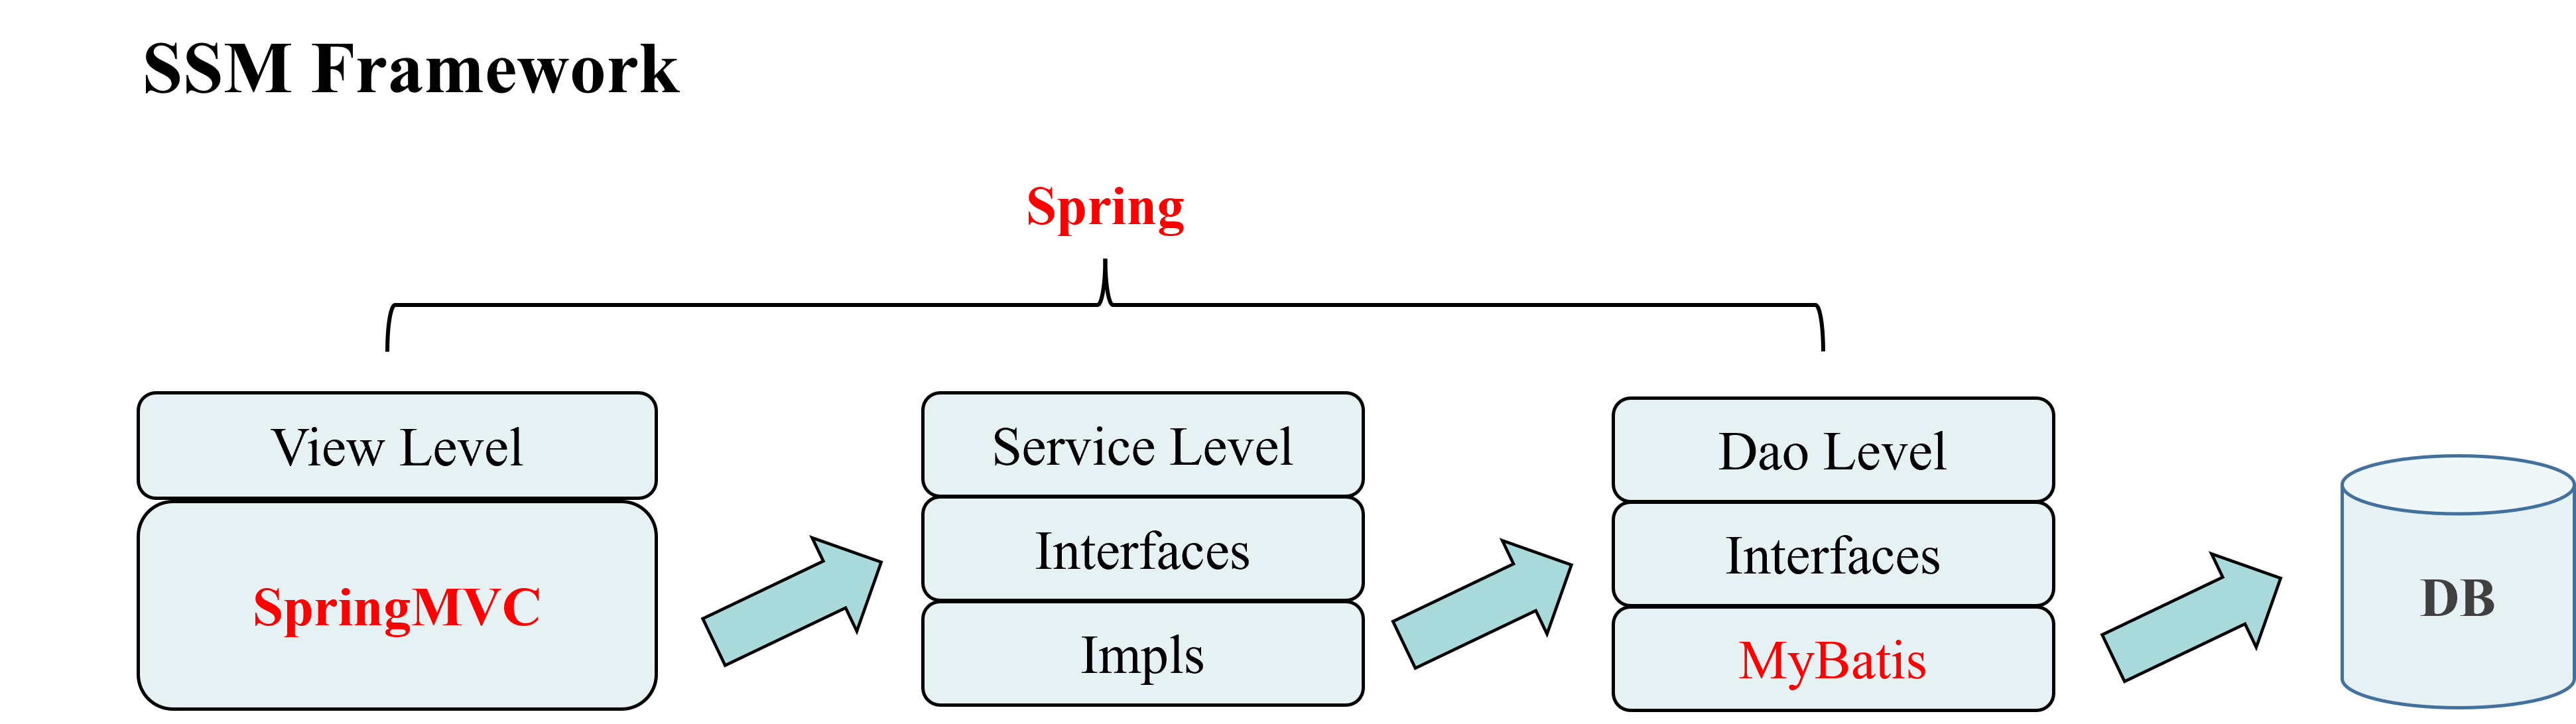 SSM Framework
Spring
View Level
SpringMVC
Service Level
Interfaces
Impls
Dao Level
Interfaces
MyBatis
DB